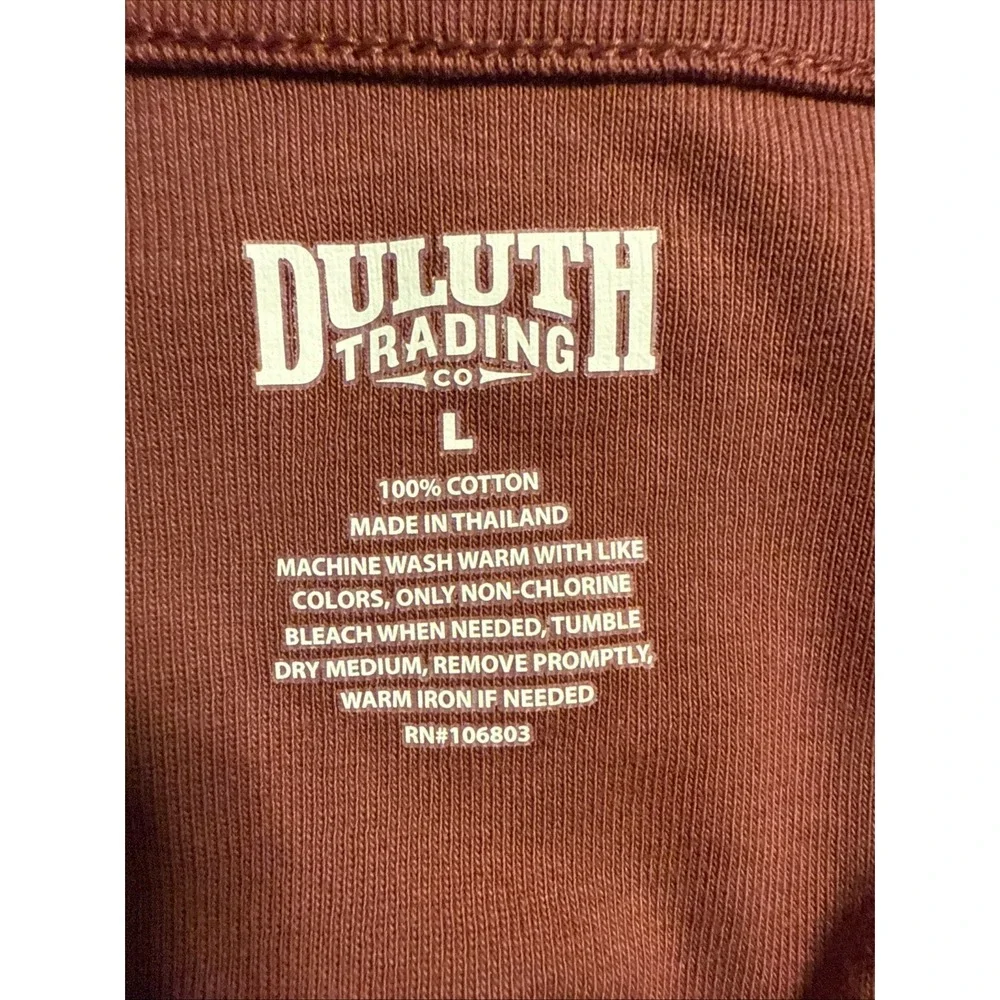 DULUTH
TRADING
CO
L
100% COTTON
MADE IN THAILAND
MACHINE WASH WARM WITH LIKE
COLORS, ONLY NON-CHLORINE
BLEACH WHEN NEEDED, TUMBLE
DRY MEDIUM, REMOVE PROMPTLY,
WARM IRON IF NEEDED
RN#106803